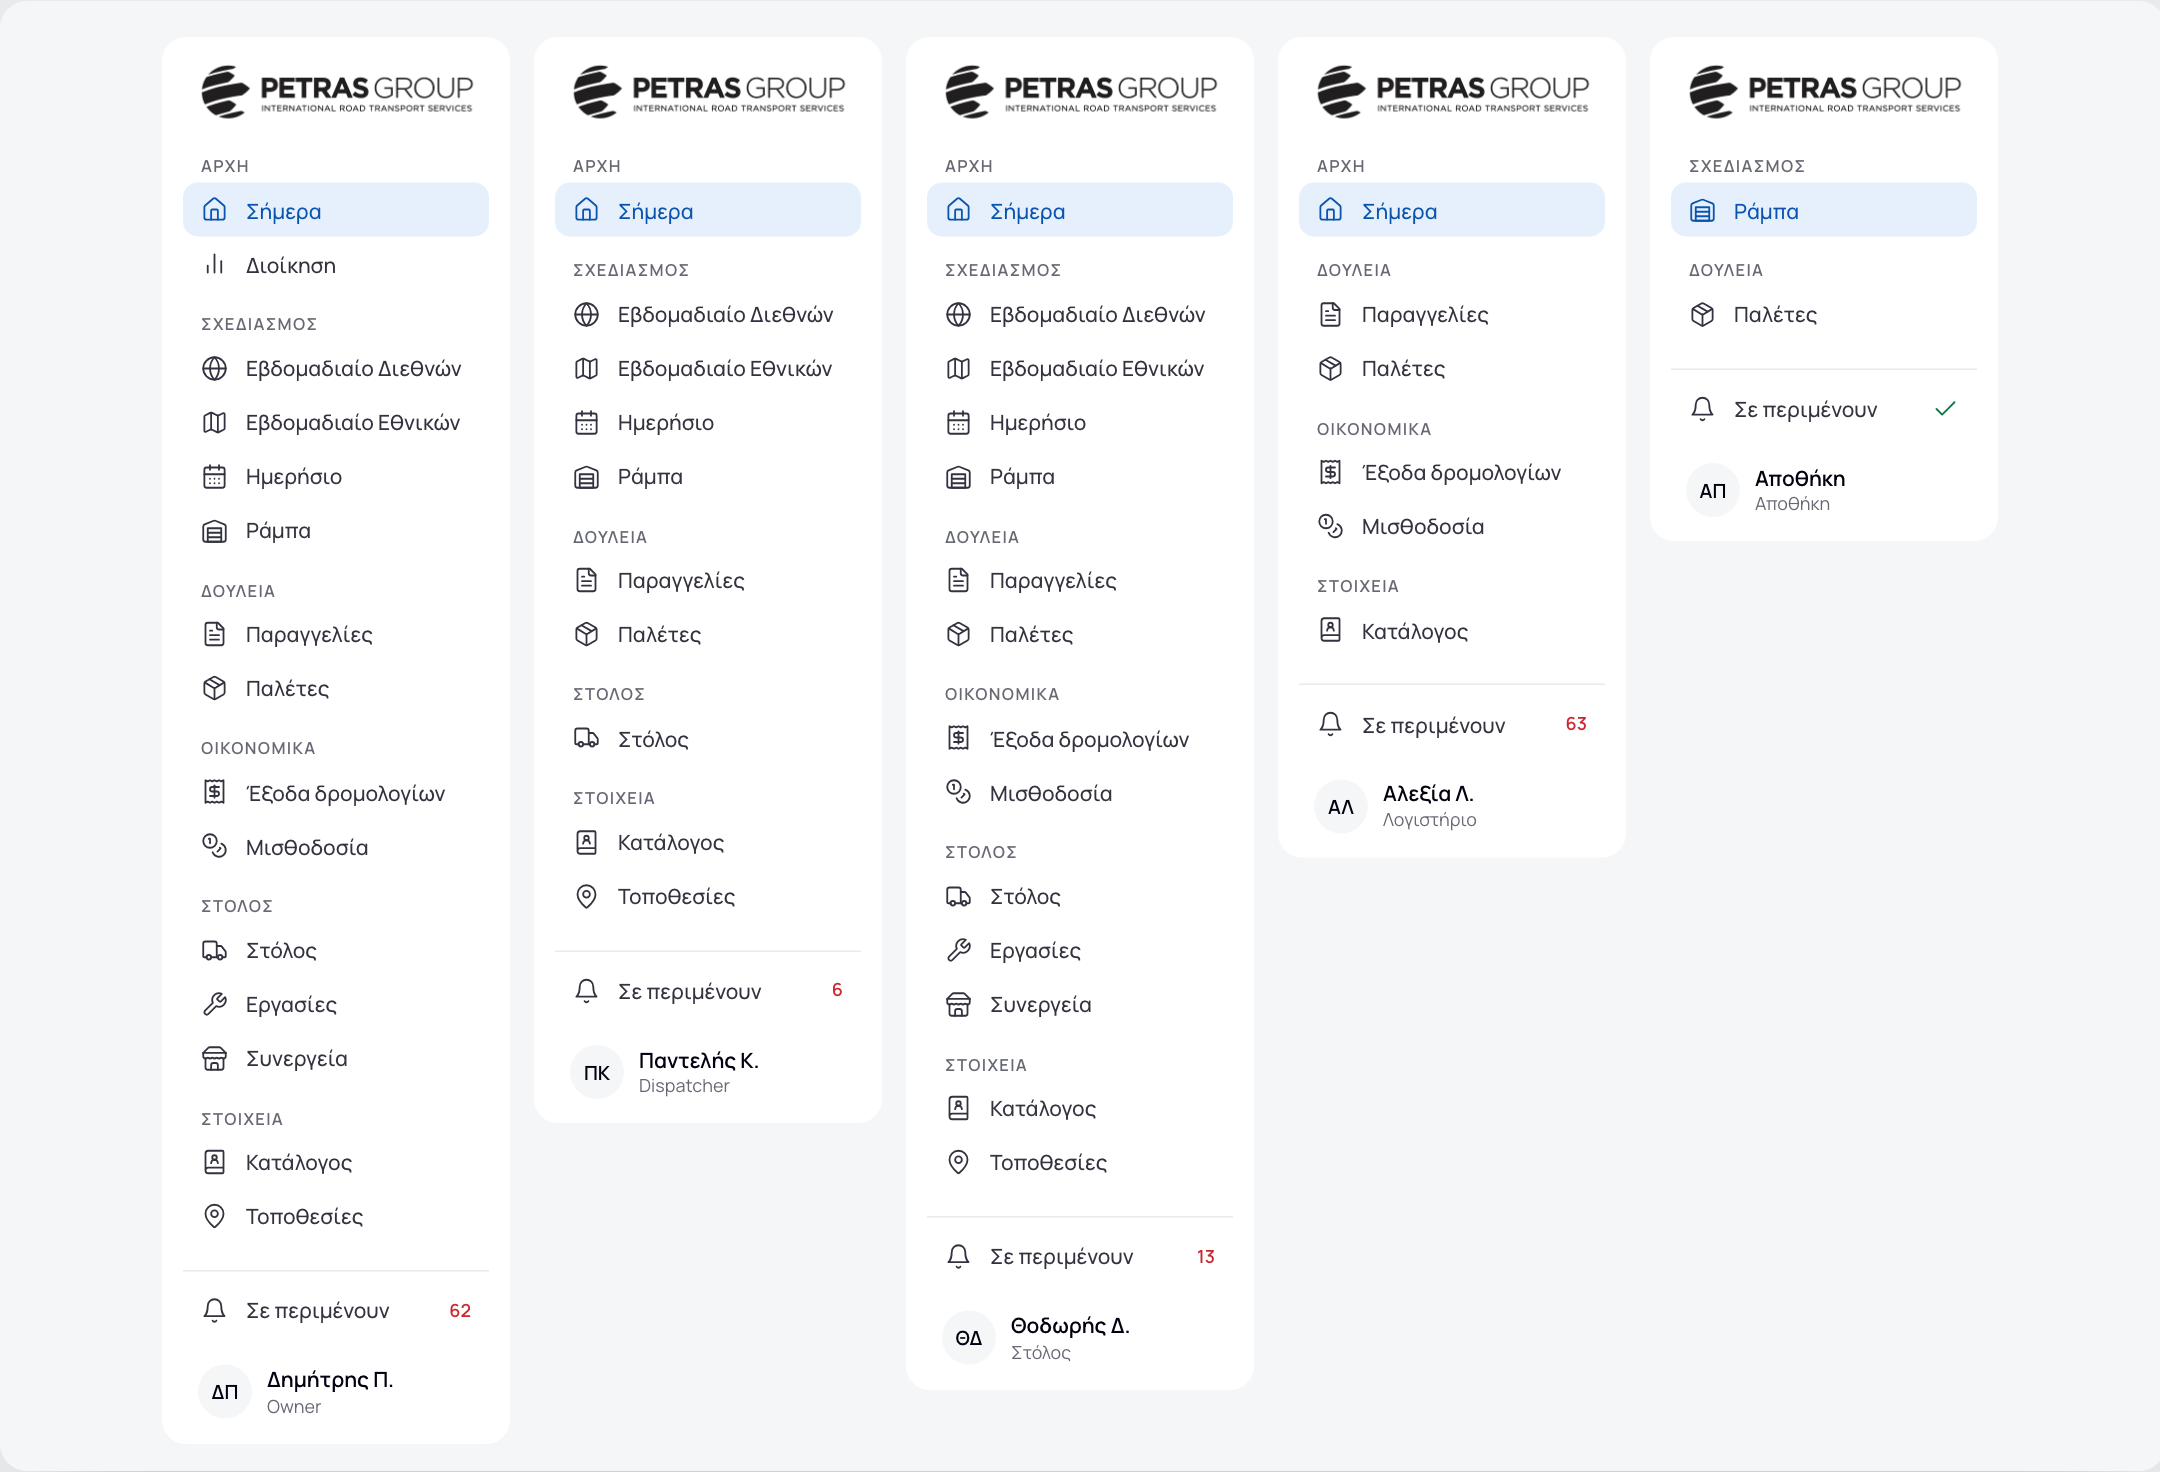 PETRAS GROUP
INTERNATIONAL ROAD TRANSPORT SERVICES
ΑΡΧΗ
Σήμερα
Διοίκηση
ΣΧΕΔΙΑΣΜΟΣ
Εβδομαδιαίο Διεθνών
Εβδομαδιαίο Εθνικών
Ημερήσιο
Ράμπα
ΔΟΥΛΕΙΑ
Παραγγελίες
Παλέτες
ΟΙΚΟΝΟΜΙΚΑ
Έξοδα δρομολογίων
Μισθοδοσία
ΣΤΟΛΟΣ
Στόλος
Εργασίες
Συνεργεία
ΣΤΟΙΧΕΙΑ
Κατάλογος
Τοποθεσίες
Σε περιμένουν 62
ΔΠ
Δημήτρης Π.
Owner
PETRAS GROUP
INTERNATIONAL ROAD TRANSPORT SERVICES
ΑΡΧΗ
Σήμερα
ΣΧΕΔΙΑΣΜΟΣ
Εβδομαδιαίο Διεθνών
Εβδομαδιαίο Εθνικών
Ημερήσιο
Ράμπα
ΔΟΥΛΕΙΑ
Παραγγελίες
Παλέτες
ΣΤΟΛΟΣ
Στόλος
ΣΤΟΙΧΕΙΑ
Κατάλογος
Τοποθεσίες
Σε περιμένουν 6
ΠΚ
Παντελής Κ.
Dispatcher
PETRAS GROUP
INTERNATIONAL ROAD TRANSPORT SERVICES
ΑΡΧΗ
Σήμερα
ΣΧΕΔΙΑΣΜΟΣ
Εβδομαδιαίο Διεθνών
Εβδομαδιαίο Εθνικών
Ημερήσιο
Ράμπα
ΔΟΥΛΕΙΑ
Παραγγελίες
Παλέτες
ΟΙΚΟΝΟΜΙΚΑ
Έξοδα δρομολογίων
Μισθοδοσία
ΣΤΟΛΟΣ
Στόλος
Εργασίες
Συνεργεία
ΣΤΟΙΧΕΙΑ
Κατάλογος
Τοποθεσίες
Σε περιμένουν 13
ΘΔ
Θοδωρής Δ.
Στόλος
PETRAS GROUP
INTERNATIONAL ROAD TRANSPORT SERVICES
ΑΡΧΗ
Σήμερα
ΔΟΥΛΕΙΑ
Παραγγελίες
Παλέτες
ΟΙΚΟΝΟΜΙΚΑ
Έξοδα δρομολογίων
Μισθοδοσία
ΣΤΟΙΧΕΙΑ
Κατάλογος
Σε περιμένουν 63
ΑΛ
Αλεξία Λ.
Λογιστήριο
PETRAS GROUP
INTERNATIONAL ROAD TRANSPORT SERVICES
ΣΧΕΔΙΑΣΜΟΣ
Ράμπα
ΔΟΥΛΕΙΑ
Παλέτες
Σε περιμένουν
ΑΠ
Αποθήκη
Αποθήκη